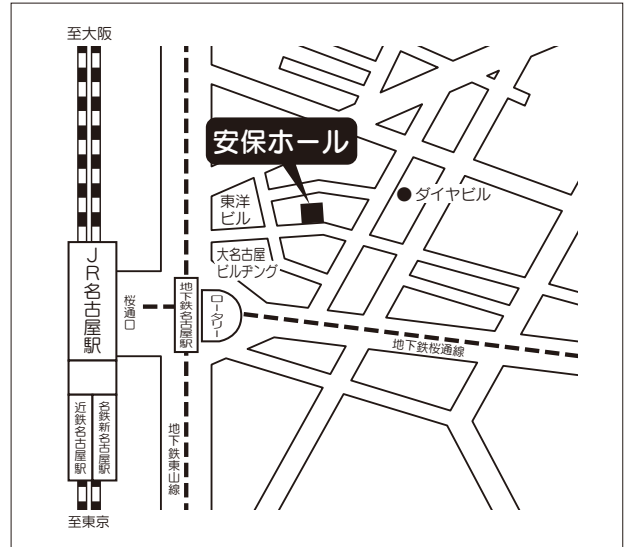 至大阪
安保ホール
ダイヤビル
東洋
ビル
大名古屋
ビルヂング
JR名古屋駅
桜通口
地下鉄名古屋駅
ロータリー
地下鉄桜通線
近鉄名古屋駅
名鉄新名古屋駅
地下鉄東山線
至東京